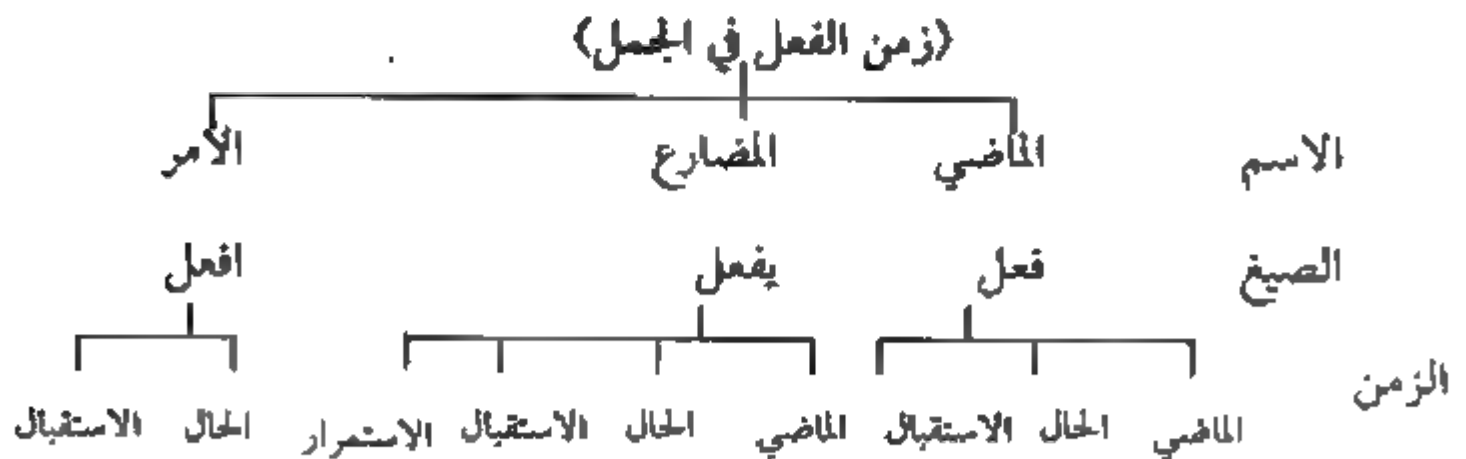 (زمن الفعل في الجمل)
الاسم الماضي المضارع الأمر
الصيغ فعل يفعل افعل
الزمن الماضي الحال الاستقبال الماضي الحال الاستقبال الاستمرار الحال الاستقبال